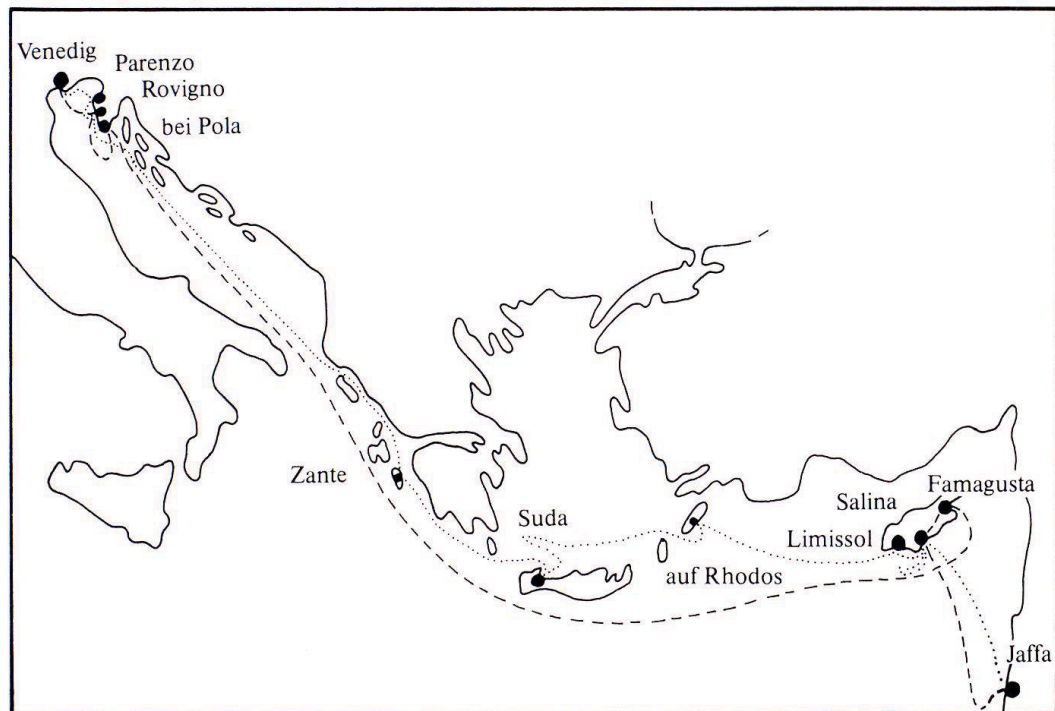 Venedig
Parenzo
Rovigno
bei Pola
Zante
Suda
auf Rhodos
Salina
Famagusta
Limissol
Jaffa